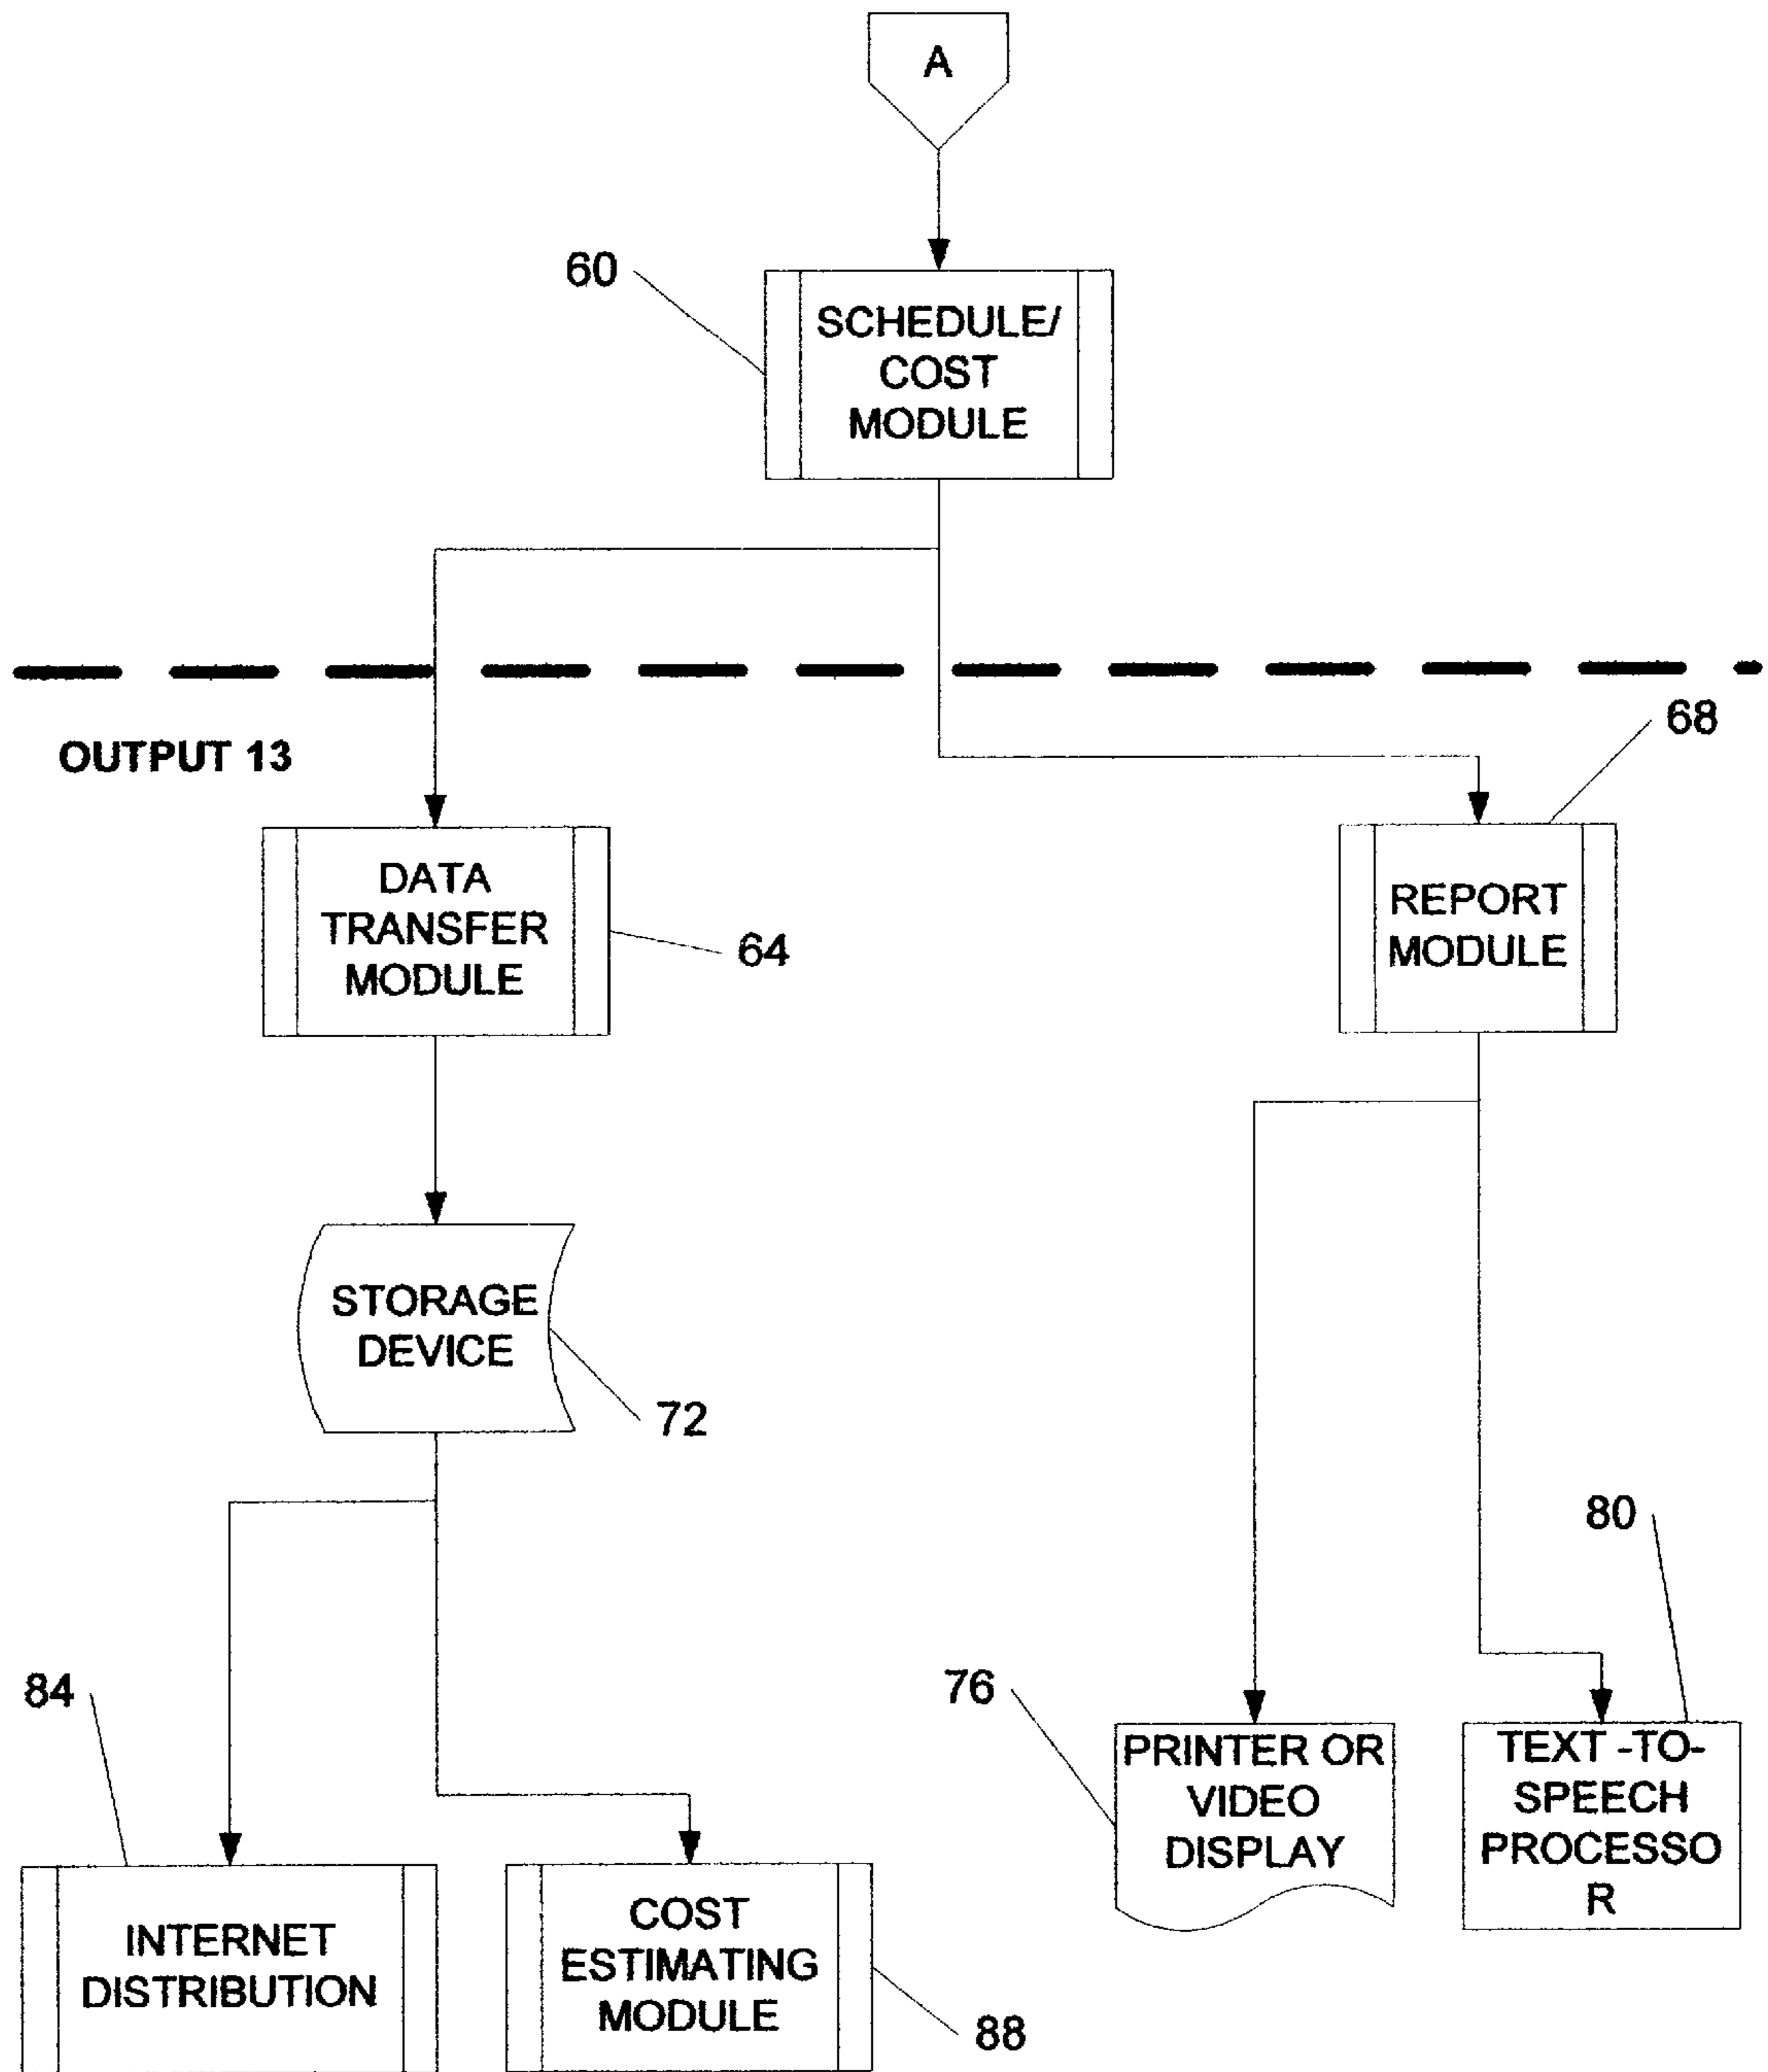 A
60
SCHEDULE/
COST
MODULE
OUTPUT 13
68
DATA
TRANSFER
MODULE
64
REPORT
MODULE
STORAGE
DEVICE
72
80
84
76
PRINTER OR
VIDEO
DISPLAY
TEXT -TO-
SPEECH
PROCESSO
R
INTERNET
DISTRIBUTION
COST
ESTIMATING
MODULE
88